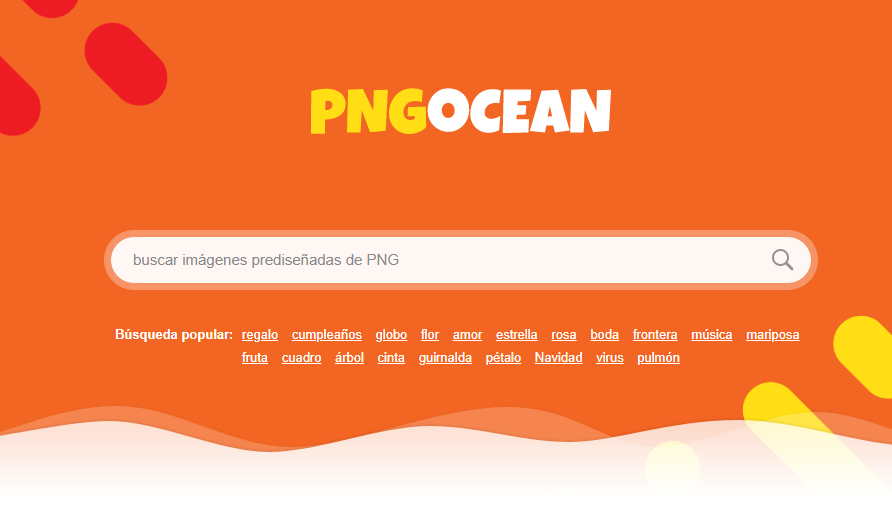 PNGOCEAN
buscar imágenes prediseñadas de PNG
Búsqueda popular: regalo cumpleaños globo flor amor estrella rosa boda frontera música mariposa
fruta cuadro árbol cinta guirnalda pétalo Navidad virus pulmón